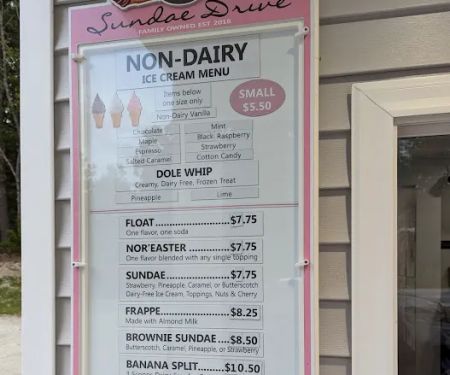 Sundae Drive
FAMILY OWNED EST 2016
NON-DAIRY
ICE CREAM MENU
Items below
one size only
SMALL
$5.50
Non-Dairy Vanilla
Chocolate
Mint
Maple
Black Raspberry
Espresso
Strawberry
Salted Caramel
Cotton Candy
DOLE WHIP
Creamy, Dairy Free, Frozen Treat
Pineapple
Lime
FLOAT....................$7.75
One flavor, one soda
NOR'EASTER ...........$7.75
One flavor blended with any single topping
SUNDAE.................$7.75
Strawberry, Pineapple, Caramel, or Butterscotch
Dairy-Free Ice Cream, Toppings, Nuts & Cherry
FRAPPE..................$8.25
Made with Almond Milk
BROWNIE SUNDAE ..$8.50
Butterscotch, Caramel, Pineapple, or Strawberry
BANANA SPLIT........$10.50